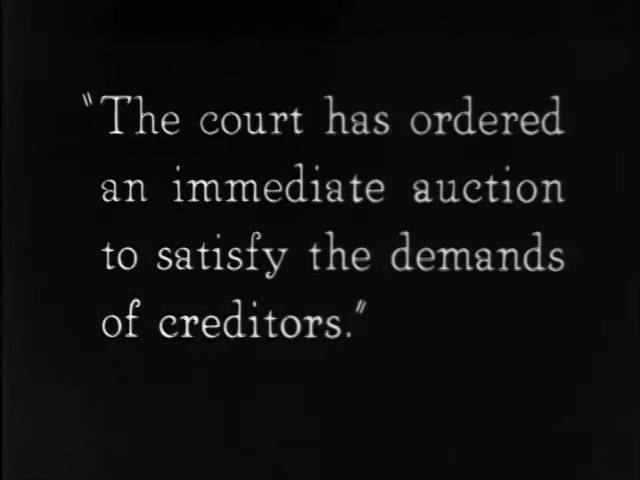 "The court has ordered
an immediate auction
to satisfy the demands
of creditors."